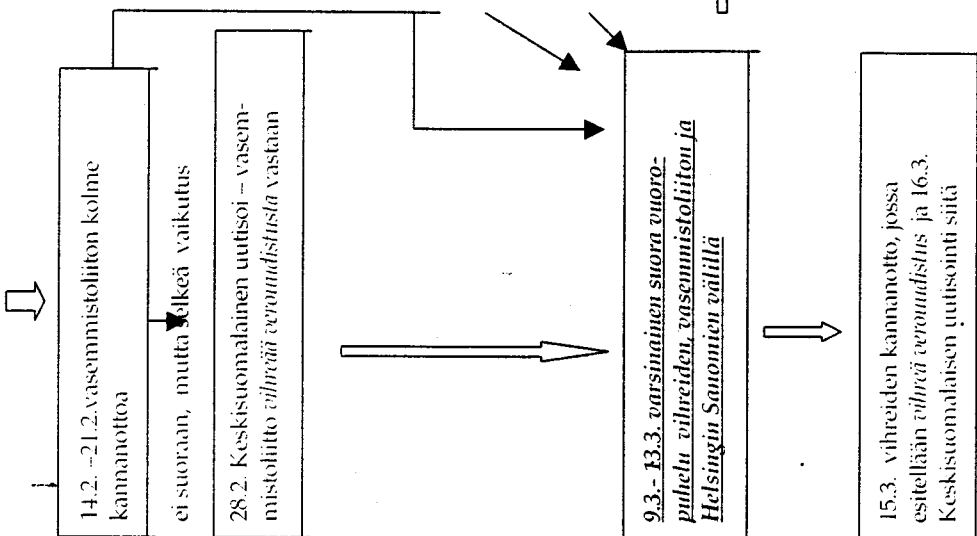 14.2. –21.2.vasemmistoliiton kolme
kannanottoa
ei suoraan, mutta selkeä vaikutus
28.2. Keskisuomalainen uutisoi – vasem-
mistoliitto vihreää verouudistusta vastaan
9.3.- 13.3. varsinainen suora vuoro-
puhelu vihreiden, vasemmistoliiton ja
Helsingin Sanomien välillä
15.3. vihreiden kannanotto, jossa
esitellään vihreä verouudistus ja 16.3.
Keskisuomalaisen uutisointi siitä